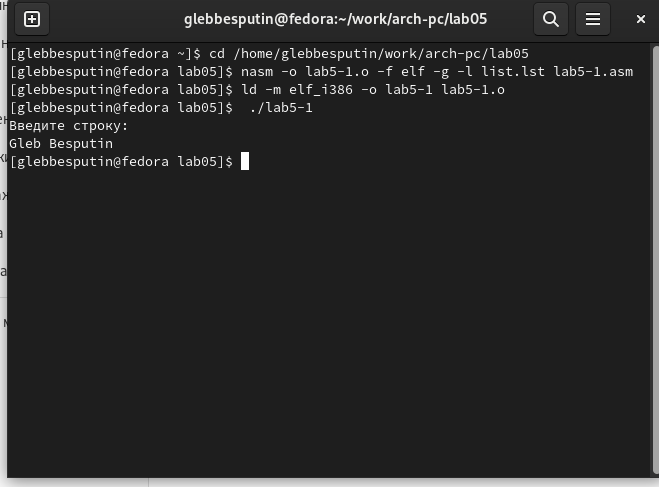 glebbesputin@fedora:~/work/arch-pc/lab05
[glebbesputin@fedora ~]$ cd /home/glebbesputin/work/arch-pc/lab05
[glebbesputin@fedora lab05]$ nasm -o lab5-1.o -f elf -g -l list.lst lab5-1.asm
[glebbesputin@fedora lab05]$ ld -m elf_i386 -o lab5-1 lab5-1.o
[glebbesputin@fedora lab05]$  ./lab5-1
Введите строку:
Gleb Besputin
[glebbesputin@fedora lab05]$